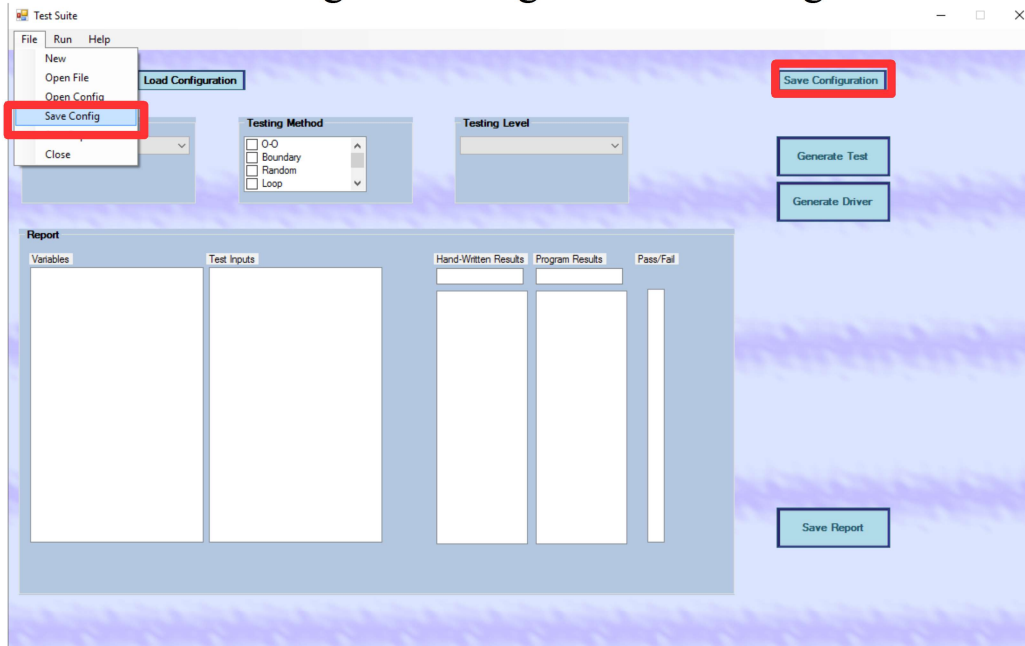 Test Suite
File Run Help
New
Open File
Open Config
Save Config
Close
Load Configuration
Save Configuration
Testing Method
O-O
Boundary
Random
Loop
Testing Level
Generate Test
Generate Driver
Report
Variables
Test Inputs
Hand-Written Results
Program Results
Pass/Fail
Save Report